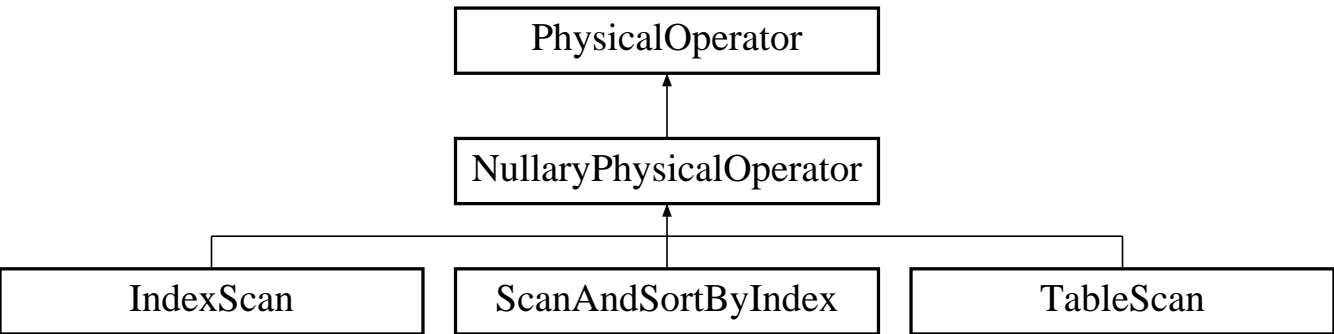 PhysicalOperator
NullaryPhysicalOperator
IndexScan
ScanAndSortByIndex
TableScan